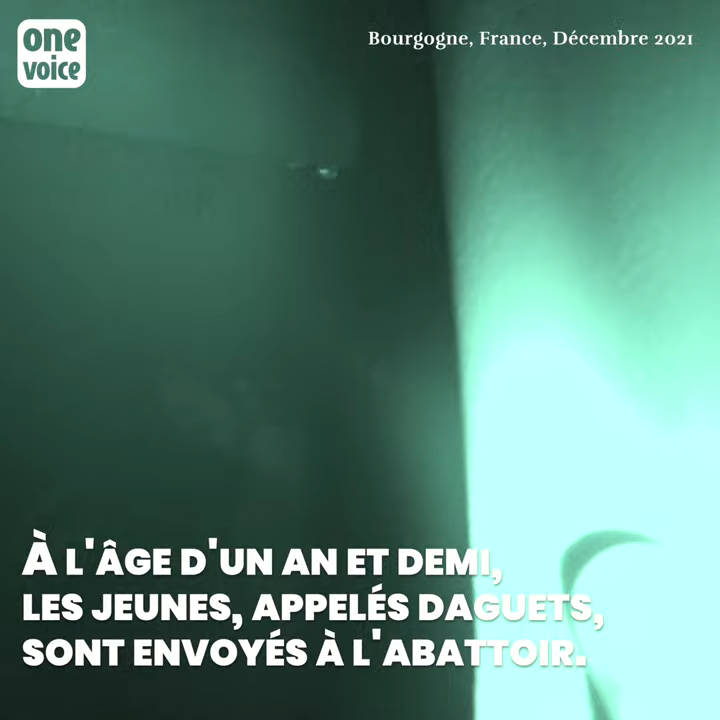 one
voice
Bourgogne, France, Décembre 2021
À L'ÂGE D'UN AN ET DEMI,
LES JEUNES, APPELÉS DAGUETS,
SONT ENVOYÉS À L'ABATTOIR.